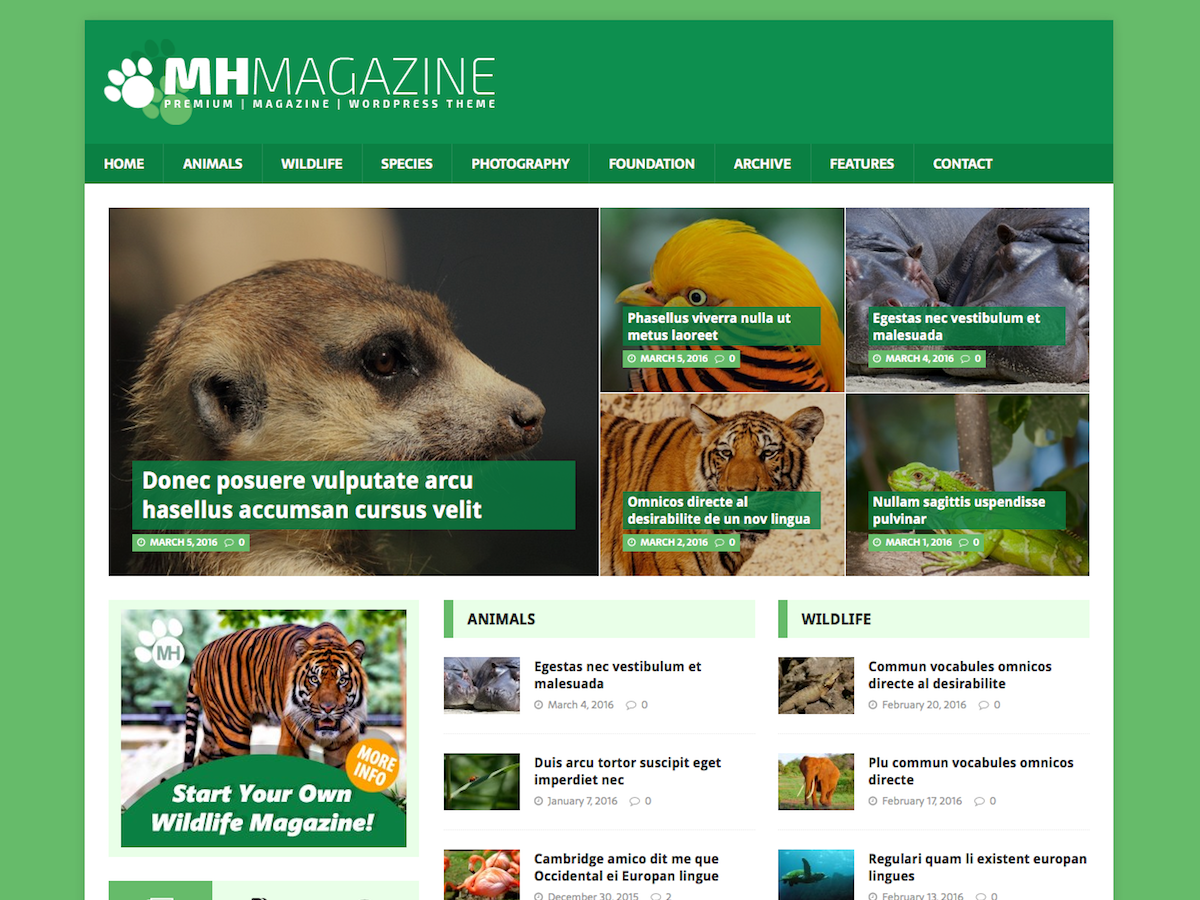 MHMAGAZINE
PREMIUM | MAGAZINE | WORDPRESS THEME
HOME ANIMALS WILDLIFE SPECIES PHOTOGRAPHY FOUNDATION ARCHIVE FEATURES CONTACT
Donec posuere vulputate arcu
hasellus accumsan cursus velit
MARCH 5, 2016 0
Phasellus viverra nulla ut
metus laoreet
MARCH 5, 2016 0
Egestas nec vestibulum et
malesuada
MARCH 4, 2016 0
Omnicos directe al
desirabilite de un nov lingua
MARCH 2, 2016 0
Nullam sagittis uspendisse
pulvinar
MARCH 1, 2016 0
MH
MORE
INFO
Start Your Own
Wildlife Magazine!
ANIMALS
Egestas nec vestibulum et
malesuada
March 4, 2016 0
Duis arcu tortor suscipit eget
imperdiet nec
January 7, 2016 0
Cambridge amico dit me que
Occidental ei Europan lingue
December 30, 2015 2
WILDLIFE
Commun vocabules omnicos
directe al desirabilite
February 20, 2016 0
Plu commun vocabules omnicos
directe
February 17, 2016 0
Regulari quam li existent europan
lingues
February 13, 2016 0